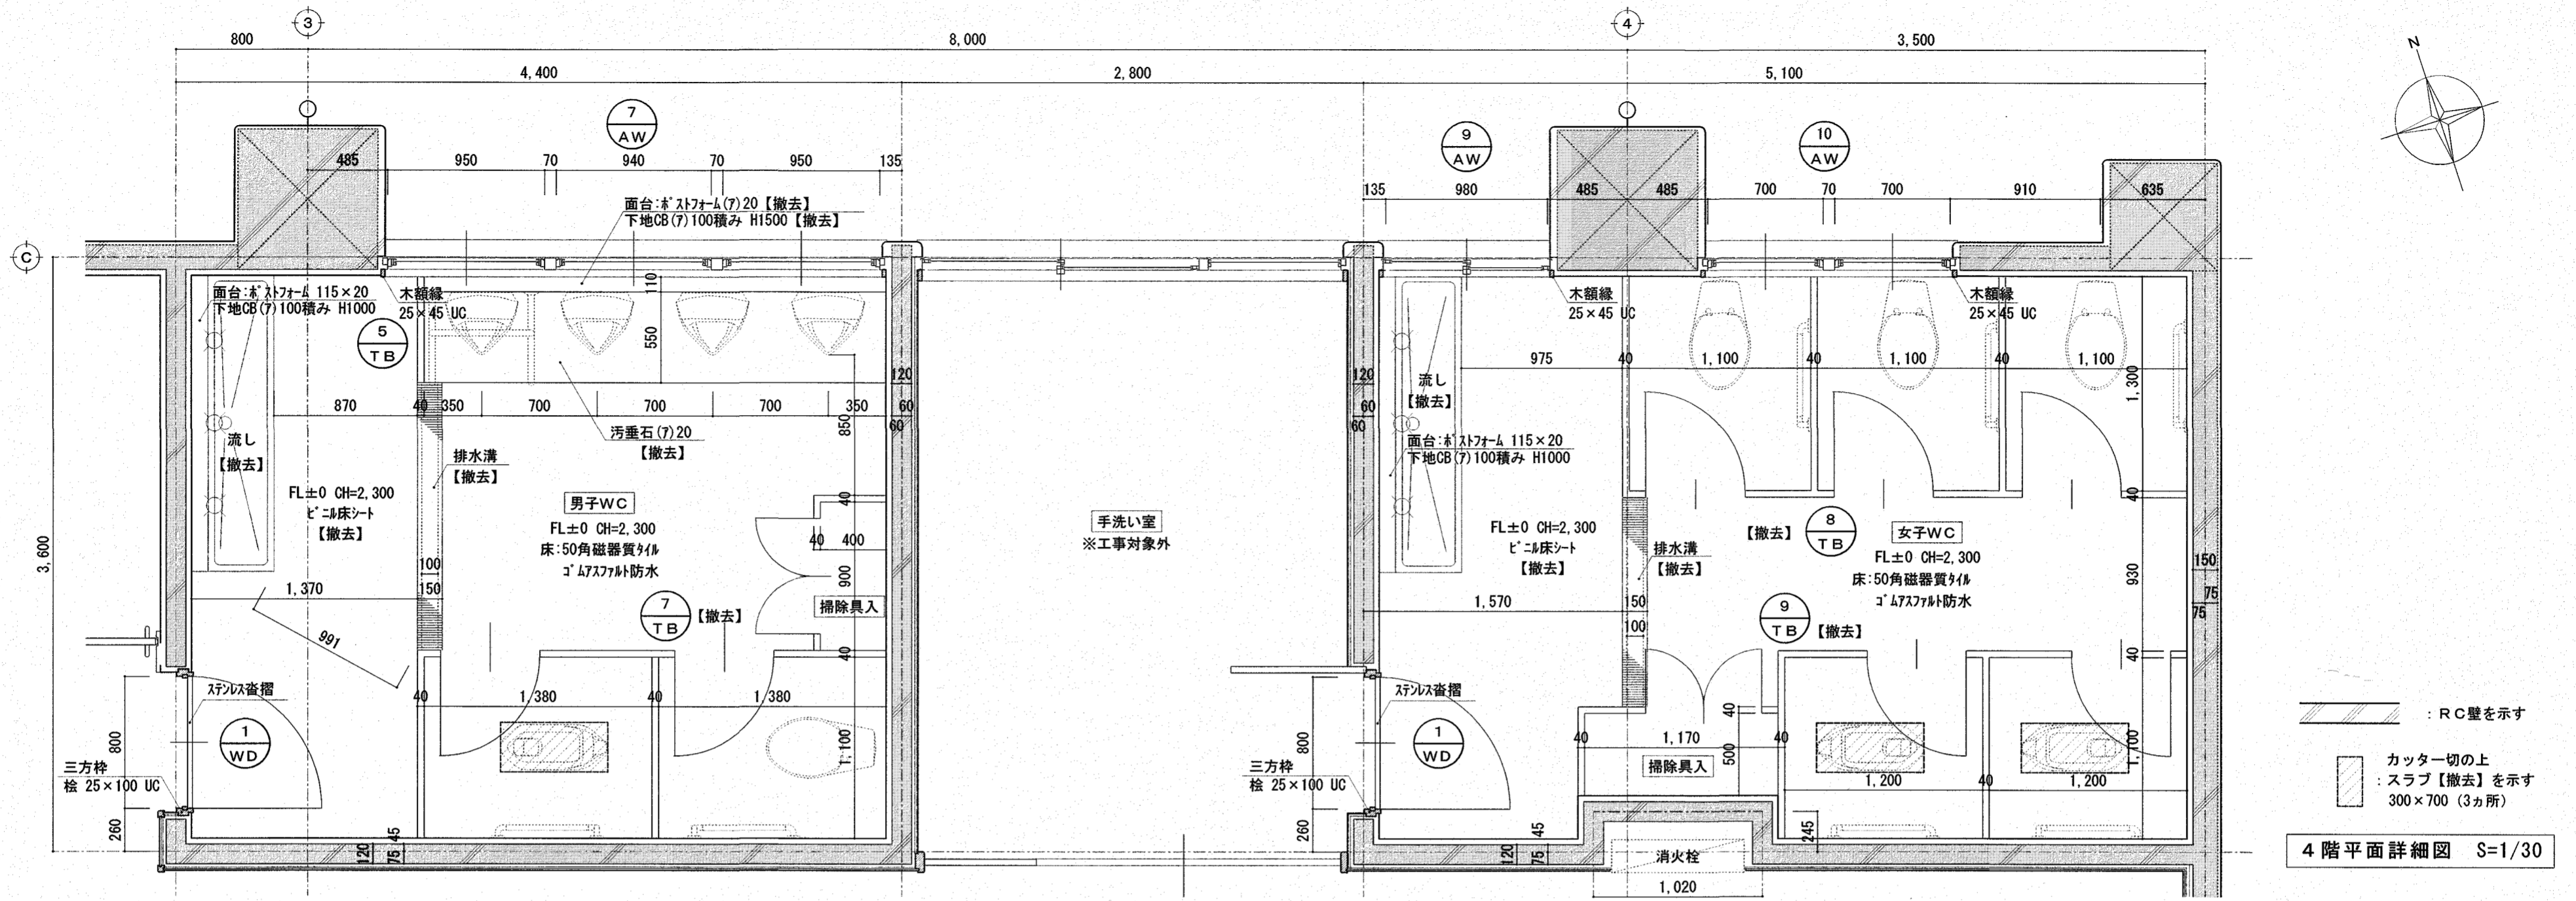 3
4
800
8,000
3,500
4,400
2,800
5,100
N
7
AW
9
AW
10
AW
485
950
70
940
70
950
135
135
980
485
485
700
70
700
910
635
面台:ポストフォーム(ア)20【撤去】
下地CB(ア)100積み H1500【撤去】
C
面台:ポストフォーム 115×20
下地CB(ア)100積み H1000
木額縁
25×45 UC
5
TB
110
550
木額縁
25×45 UC
木額縁
25×45 UC
975
40
1,100
40
1,100
40
1,100
1,300
120
60
60
120
60
60
870
40
350
700
700
700
350
850
流し
【撤去】
汚垂石(ア)20
【撤去】
排水溝
【撤去】
流し
【撤去】
面台:ポストフォーム 115×20
下地CB(ア)100積み H1000
FL±0 CH=2,300
ビニル床シート
【撤去】
男子WC
FL±0 CH=2,300
床:50角磁器質タイル
ゴムアスファルト防水
40
40
400
900
掃除具入
40
手洗い室
※工事対象外
FL±0 CH=2,300
ビニル床シート
【撤去】
排水溝
【撤去】
【撤去】
8
TB
女子WC
FL±0 CH=2,300
床:50角磁器質タイル
ゴムアスファルト防水
40
930
40
150
75
75
3,600
1,370
100
150
991
7
TB
【撤去】
1,570
150
100
9
TB
【撤去】
ステンレス沓摺
40
1,380
40
1,380
1,100
ステンレス沓摺
1
WD
1
WD
800
260
三方枠
桧 25×100 UC
800
260
三方枠
桧 25×100 UC
40
1,170
40
40
500
掃除具入
1,200
40
1,200
1,100
120
75
45
120
75
45
245
消火栓
1,020
:RC壁を示す
カッター切の上
:スラブ【撤去】を示す
300×700 (3ヵ所)
4階平面詳細図 S=1/30